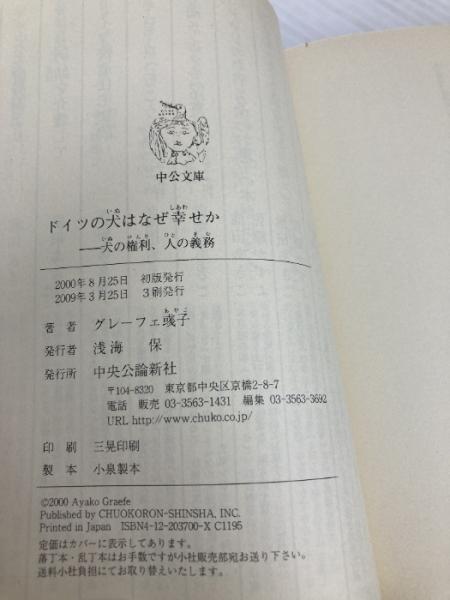 中公文庫
ドイツの犬はなぜ幸せか
——犬の権利、人の義務
2000年8月25日 初版発行
2009年3月25日 3刷発行
著者 グレーフェ彧子
発行者 浅海 保
発行所 中央公論新社
〒104-8320 東京都中央区京橋2-8-7
電話 販売 03-3563-1431 編集 03-3563-3692
URL http://www.chuko.co.jp/
印刷 三晃印刷
製本 小泉製本
©2000 Ayako Graefe
Published by CHUOKORON-SHINSHA, INC.
Printed in Japan ISBN4-12-203700-X C1195
定価はカバーに表示してあります。
落丁本・乱丁本はお手数ですが小社販売部宛お送り下さい。
送料小社負担にてお取り替えいたします。